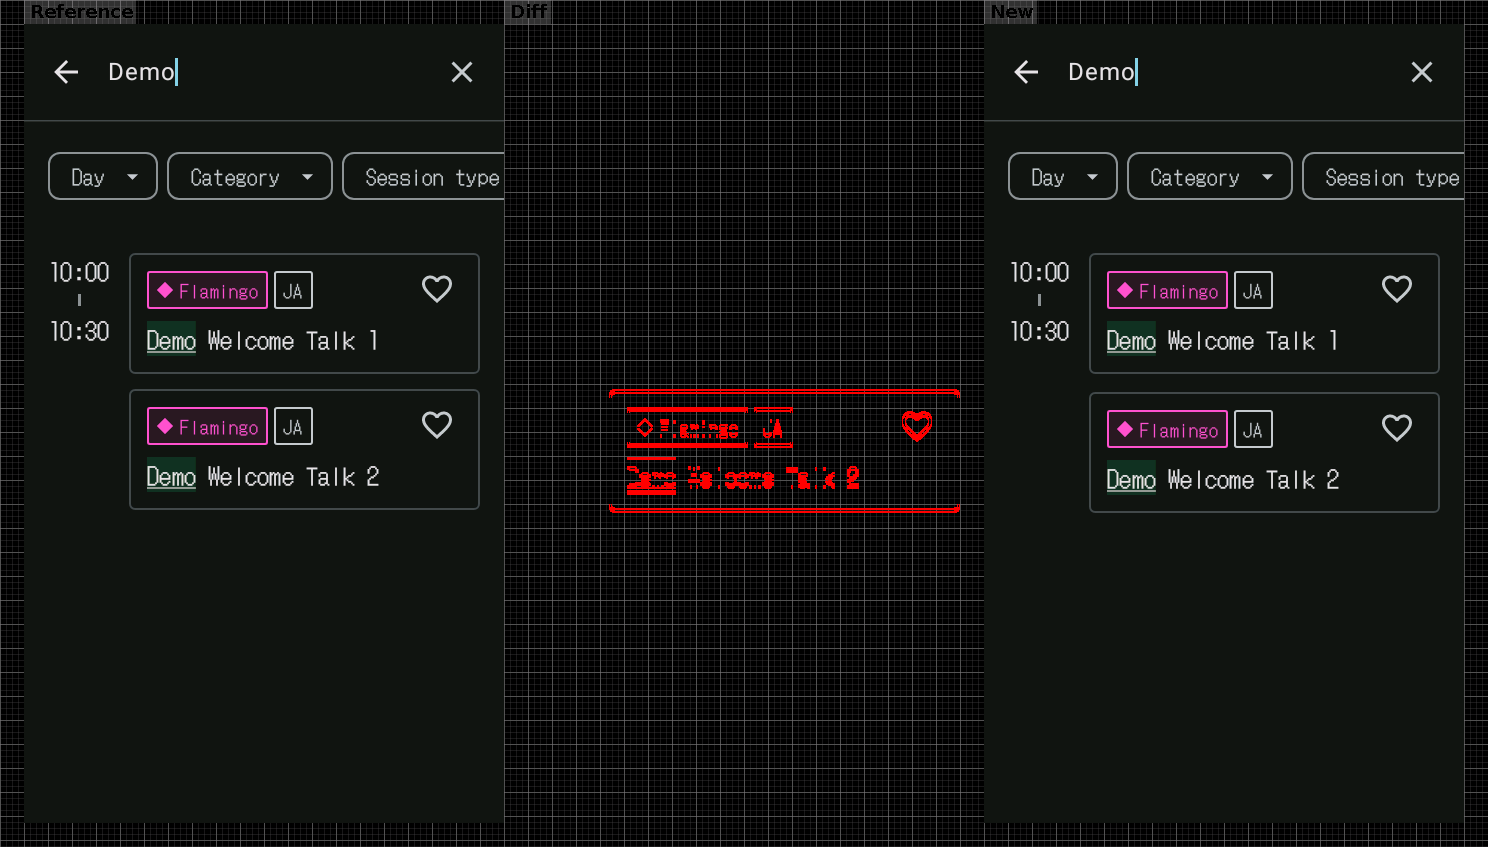 Reference
Demo
Day
Category
Session type
10:00
10:30
Flamingo
JA
Demo Welcome Talk 1
Flamingo
JA
Demo Welcome Talk 2
Diff
Flamingo
JA
Demo Welcome Talk 2
New
Demo
Day
Category
Session type
10:00
10:30
Flamingo
JA
Demo Welcome Talk 1
Flamingo
JA
Demo Welcome Talk 2